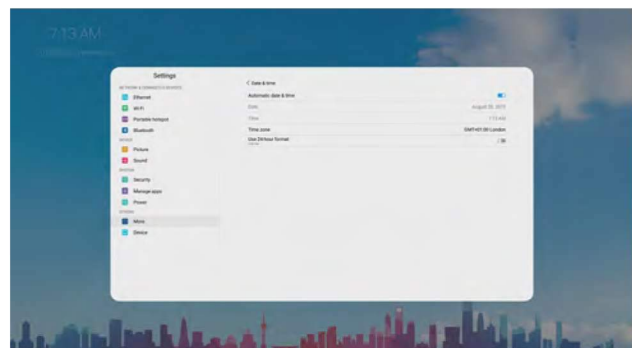 7:13 AM
Settings
Ethernet
Wi-Fi
Portable hotspot
Bluetooth
Picture
Sound
Security
Manage apps
Power
More
Device
< Date & time
Automatic date & time
Date
Time
7:13 AM
Time zone
GMT+01:00 London
Use 24-hour format